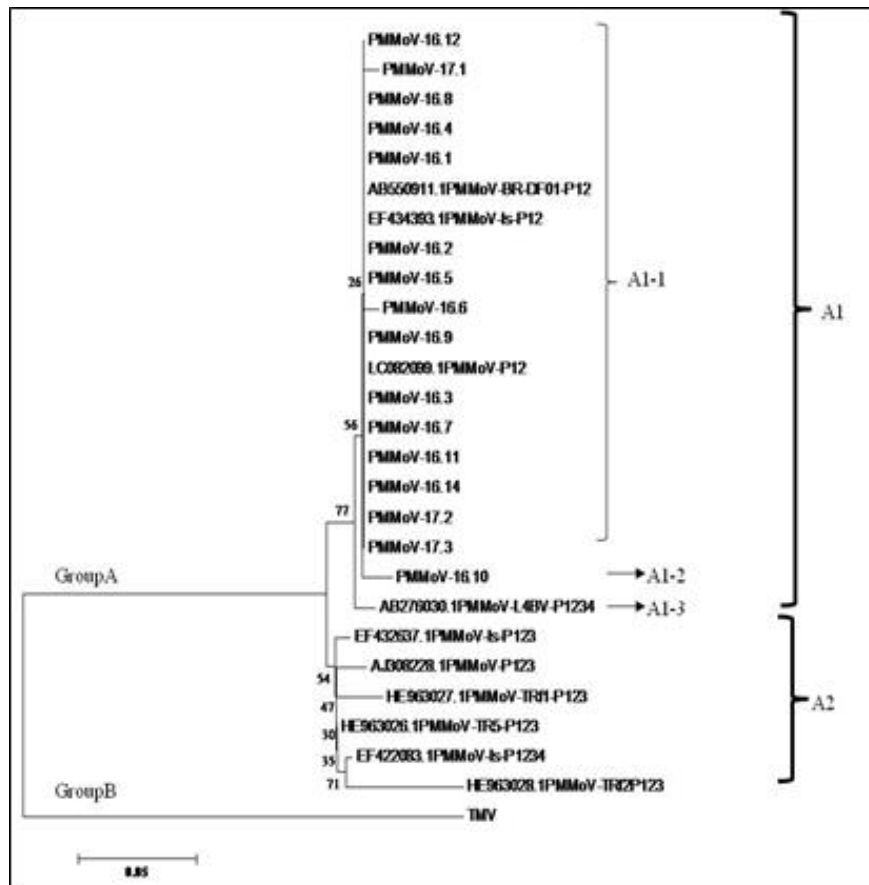 PMMoV-16.12
PMMoV-17.1
PMMoV-16.8
PMMoV-16.4
PMMoV-16.1
AB550911.1PMMoV-BR-DF01-P12
EF434393.1PMMoV-Is-P12
PMMoV-16.2
PMMoV-16.5
26
A1-1
PMMoV-16.6
A1
PMMoV-16.9
LC082099.1PMMoV-P12
PMMoV-16.3
PMMoV-16.7
56
PMMoV-16.11
PMMoV-16.14
77
PMMoV-17.2
PMMoV-17.3
GroupA
PMMoV-16.10
A1-2
AB276030.1PMMoV-L4BV-P1234
A1-3
EF432637.1PMMoV-Is-P123
AJ308228.1PMMoV-P123
54
HE963027.1PMMoV-TRf1-P123
A2
47
HE963026.1PMMoV-TR5-P123
30
EF422083.1PMMoV-Is-P1234
35
GroupB
71
HE963028.1PMMoV-TRf2P123
TMV
0.05